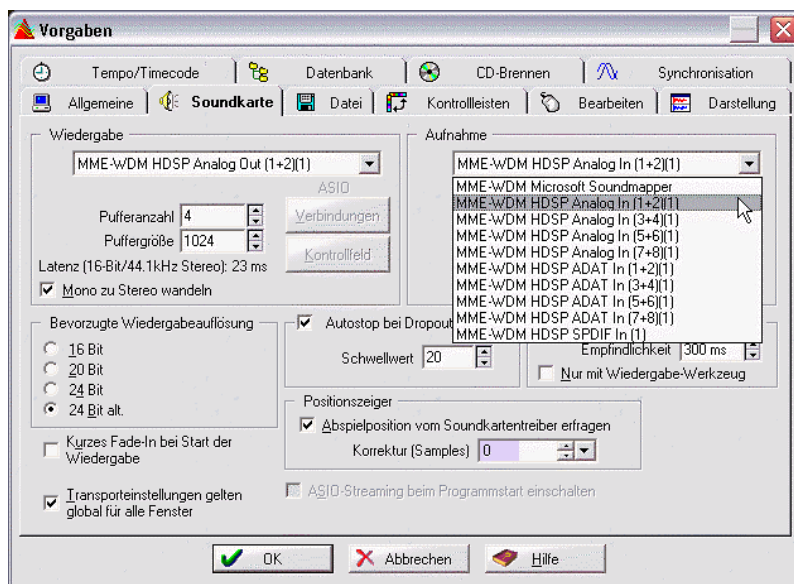 Vorgaben
Tempo/Timecode
Datenbank
CD-Brennen
Synchronisation
Allgemeine
Soundkarte
Datei
Kontrollleisten
Bearbeiten
Darstellung
Wiedergabe
MME-WDM HDSP Analog Out (1+2)(1)
ASIO
Pufferanzahl 4
Verbindungen
Puffergröße 1024
Kontrollfeld
Latenz (16-Bit/44.1kHz Stereo): 23 ms
Mono zu Stereo wandeln
Aufnahme
MME-WDM HDSP Analog In (1+2)(1)
MME-WDM Microsoft Soundmapper
MME-WDM HDSP Analog In (1+2)(1)
MME-WDM HDSP Analog In (3+4)(1)
MME-WDM HDSP Analog In (5+6)(1)
MME-WDM HDSP Analog In (7+8)(1)
MME-WDM HDSP ADAT In (1+2)(1)
MME-WDM HDSP ADAT In (3+4)(1)
MME-WDM HDSP ADAT In (5+6)(1)
MME-WDM HDSP ADAT In (7+8)(1)
MME-WDM HDSP SPDIF In (1)
Bevorzugte Wiedergabeauflösung
16 Bit
20 Bit
24 Bit
24 Bit alt.
Autostop bei Dropout
Schwellwert 20
Empfindlichkeit 300 ms
Nur mit Wiedergabe-Werkzeug
Positionszeiger
Abspielposition vom Soundkartentreiber erfragen
Korrektur (Samples) 0
Kurzes Fade-In bei Start der
Wiedergabe
Transporteinstellungen gelten
global für alle Fenster
ASIO-Streaming beim Programmstart einschalten
OK
Abbrechen
Hilfe